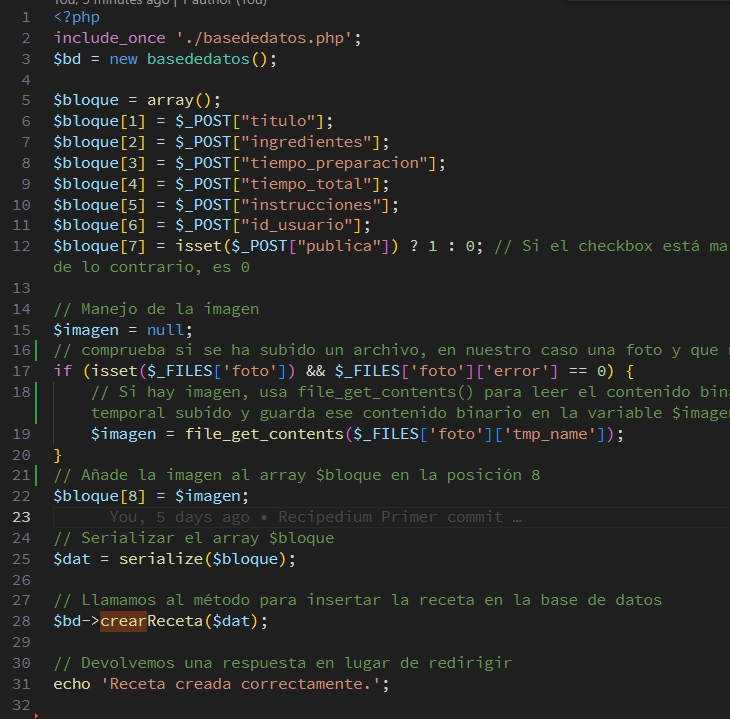 You, 5 minutes ago | 1 author (You)
1 <?php
2 include_once './basededatos.php';
3 $bd = new basededatos();
4
5 $bloque = array();
6 $bloque[1] = $_POST["titulo"];
7 $bloque[2] = $_POST["ingredientes"];
8 $bloque[3] = $_POST["tiempo_preparacion"];
9 $bloque[4] = $_POST["tiempo_total"];
10 $bloque[5] = $_POST["instrucciones"];
11 $bloque[6] = $_POST["id_usuario"];
12 $bloque[7] = isset($_POST["publica"]) ? 1 : 0; // Si el checkbox está ma
de lo contrario, es 0
13
14 // Manejo de la imagen
15 $imagen = null;
16 // comprueba si se ha subido un archivo, en nuestro caso una foto y que
17 if (isset($_FILES['foto']) && $_FILES['foto']['error'] == 0) {
18 // Si hay imagen, usa file_get_contents() para leer el contenido bin
temporal subido y guarda ese contenido binario en la variable $image
19 $imagen = file_get_contents($_FILES['foto']['tmp_name']);
20 }
21 // Añade la imagen al array $bloque en la posición 8
22 $bloque[8] = $imagen;
23 You, 5 days ago • Recipedium Primer commit …
24 // Serializar el array $bloque
25 $dat = serialize($bloque);
26
27 // Llamamos al método para insertar la receta en la base de datos
28 $bd->crearReceta($dat);
29
30 // Devolvemos una respuesta en lugar de redirigir
31 echo 'Receta creada correctamente.';
32